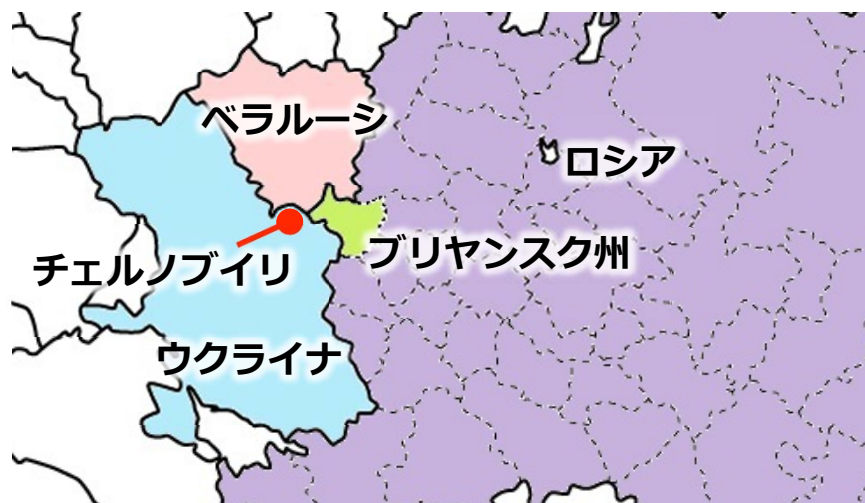 ベラルーシ
ロシア
ブリヤンスク州
チェルノブイリ
ウクライナ